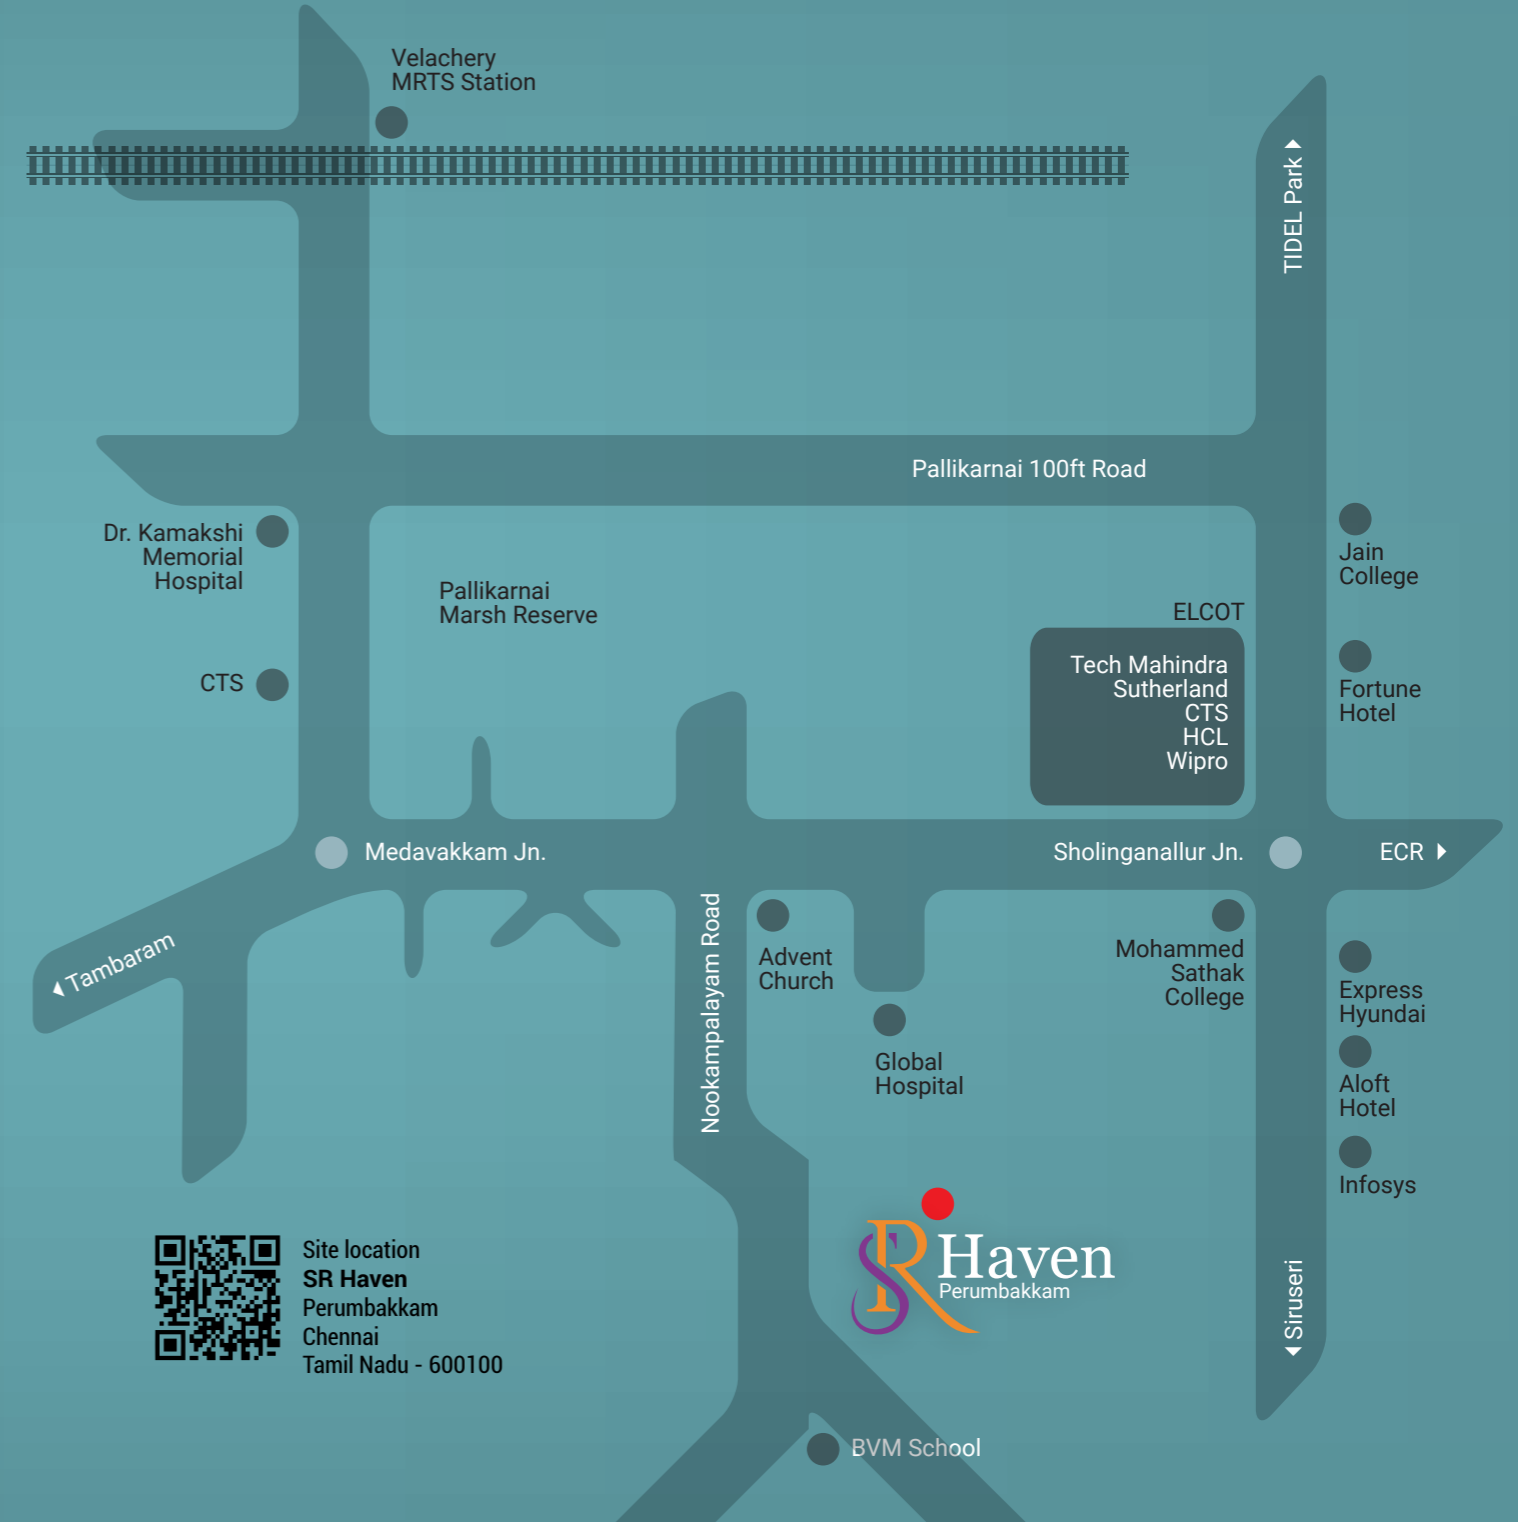 Velachery
MRTS Station
TIDEL Park
Pallikarnai 100ft Road
Dr. Kamakshi
Memorial
Hospital
Jain
College
Pallikarnai
Marsh Reserve
ELCOT
Tech Mahindra
Sutherland
CTS
HCL
Wipro
CTS
Fortune
Hotel
Medavakkam Jn.
Sholinganallur Jn.
ECR
Tambaram
Nookampalayam Road
Advent
Church
Mohammed
Sathak
College
Express
Hyundai
Global
Hospital
Aloft
Hotel
Infosys
SR Haven
Perumbakkam
Siruseri
Site location
SR Haven
Perumbakkam
Chennai
Tamil Nadu - 600100
BVM School